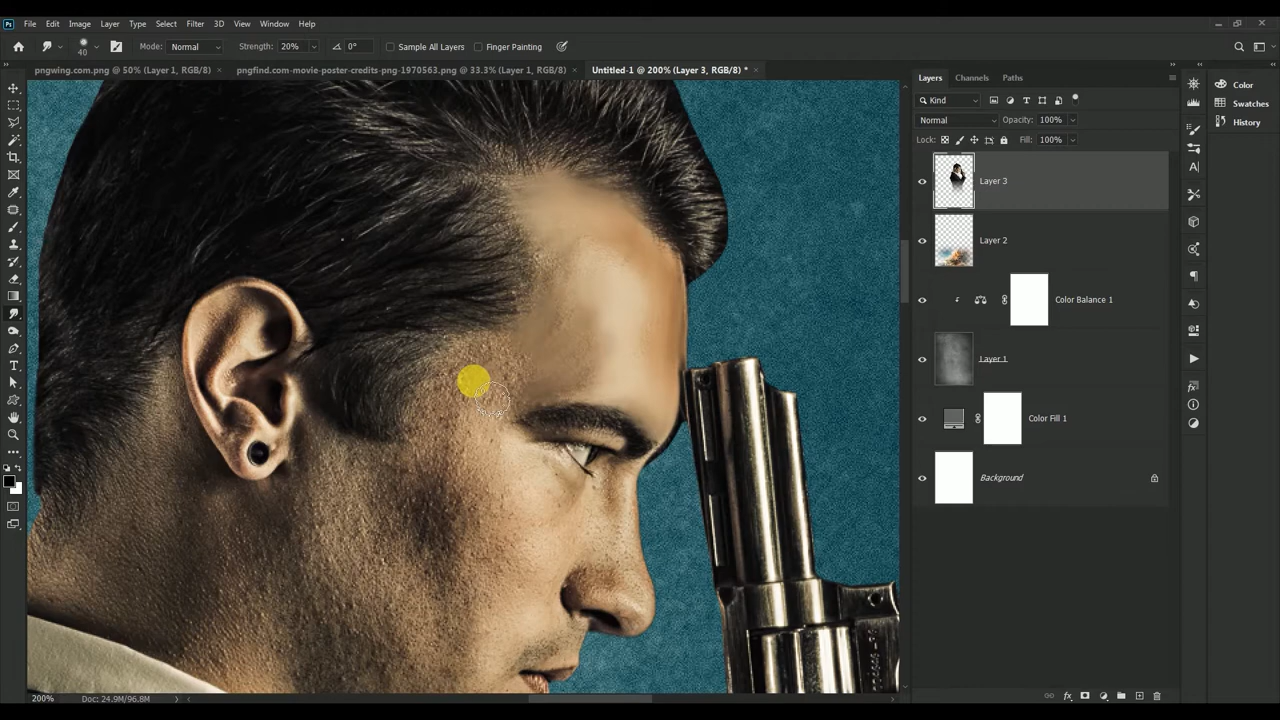 Ps File Edit Image Layer Type Select Filter 3D View Window Help
40 Mode: Normal Strength: 20% 0° Sample All Layers Finger Painting
pngwing.com.png @ 50% (Layer 1, RGB/8) × pngfind.com-movie-poster-credits-png-1970563.png @ 33.3% (Layer 1, RGB/8) × Untitled-1 @ 200% (Layer 3, RGB/8) * ×
Layers Channels Paths
Color
Swatches
History
Kind
Normal Opacity: 100%
Lock: Fill: 100%
Layer 3
Layer 2
Color Balance 1
Layer 1
Color Fill 1
Background
200% Doc: 24.9M/96.8M